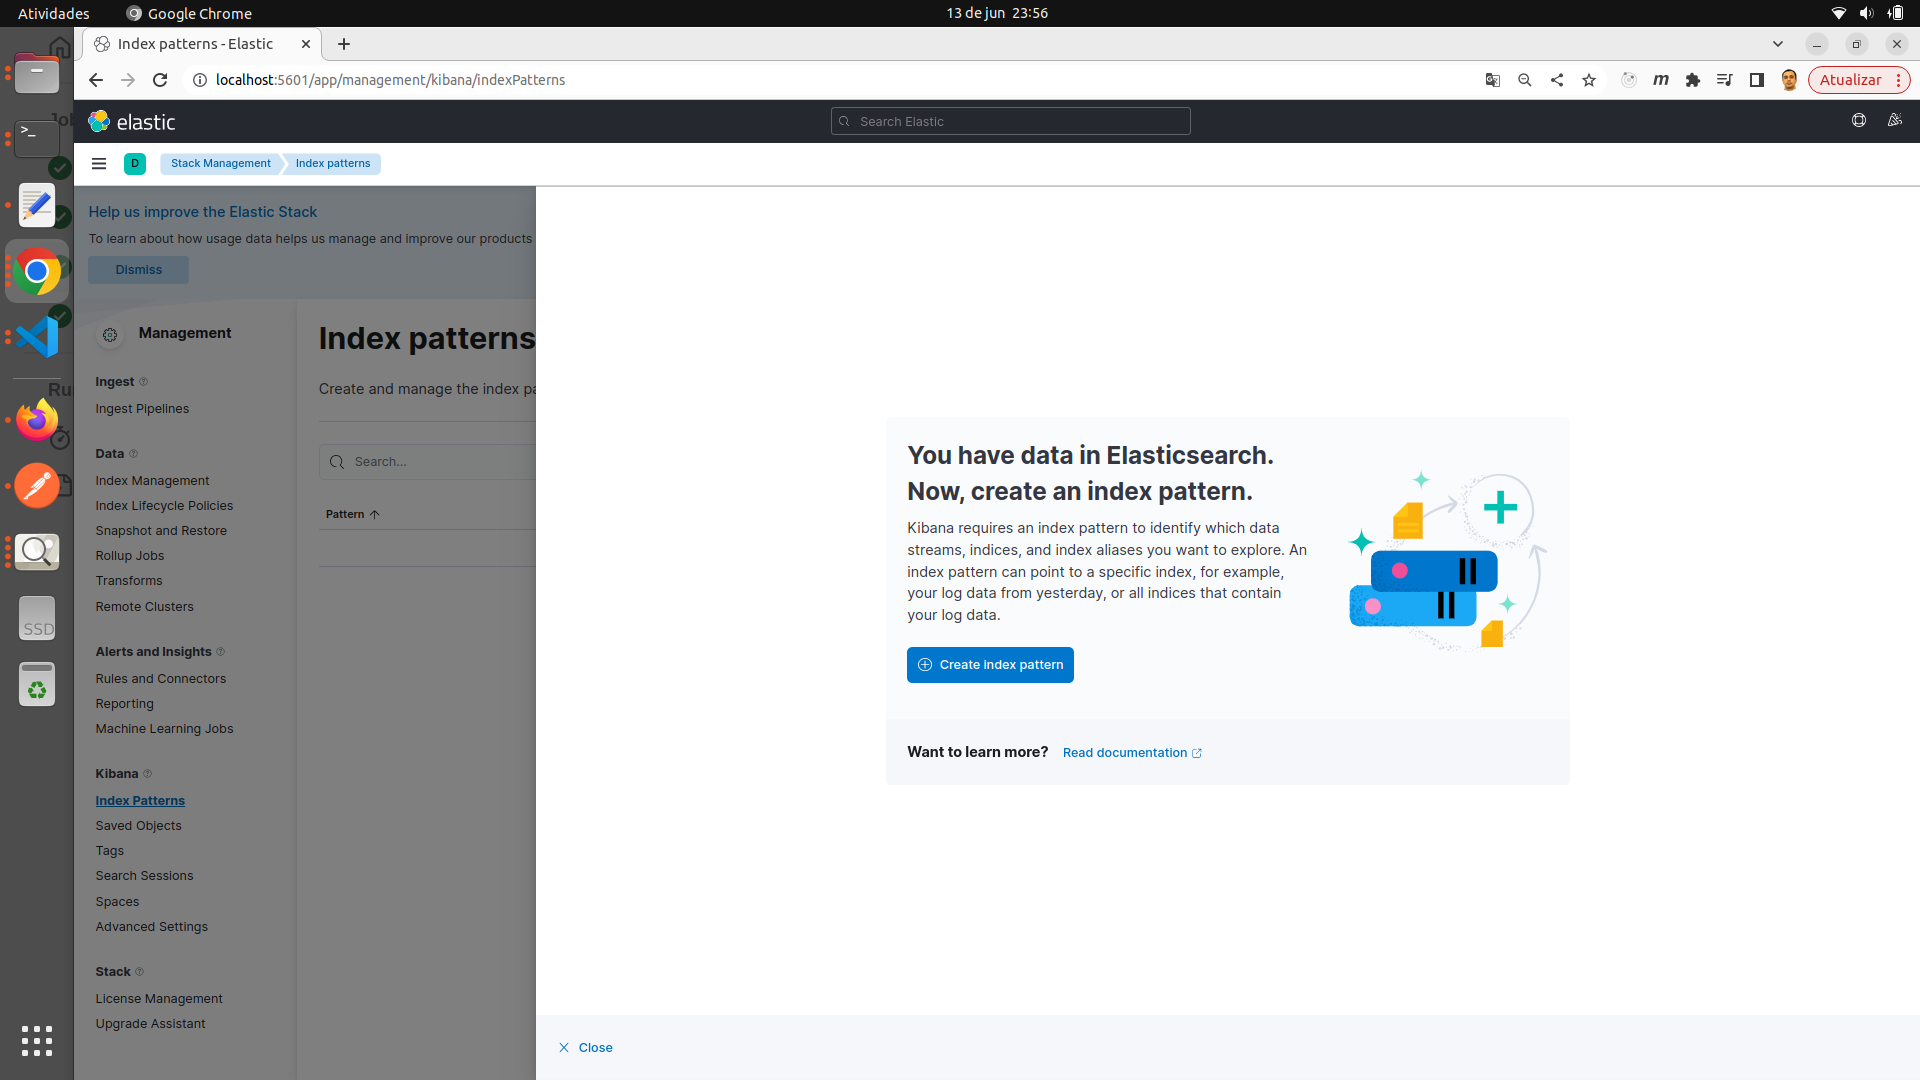 Atividades
Google Chrome
13 de jun 23:56
Index patterns - Elastic
localhost:5601/app/management/kibana/indexPatterns
m
Atualizar
elastic
Search Elastic
D
Stack Management
Index patterns
Help us improve the Elastic Stack
To learn about how usage data helps us manage and improve our products
Dismiss
Management
Ingest
Ingest Pipelines
Data
Index Management
Index Lifecycle Policies
Snapshot and Restore
Rollup Jobs
Transforms
Remote Clusters
Alerts and Insights
Rules and Connectors
Reporting
Machine Learning Jobs
Kibana
Index Patterns
Saved Objects
Tags
Search Sessions
Spaces
Advanced Settings
Stack
License Management
Upgrade Assistant
Index patterns
Create and manage the index pa
Search...
Pattern
You have data in Elasticsearch.
Now, create an index pattern.
Kibana requires an index pattern to identify which data
streams, indices, and index aliases you want to explore. An
index pattern can point to a specific index, for example,
your log data from yesterday, or all indices that contain
your log data.
Create index pattern
Want to learn more?
Read documentation
Close
>_
SSD